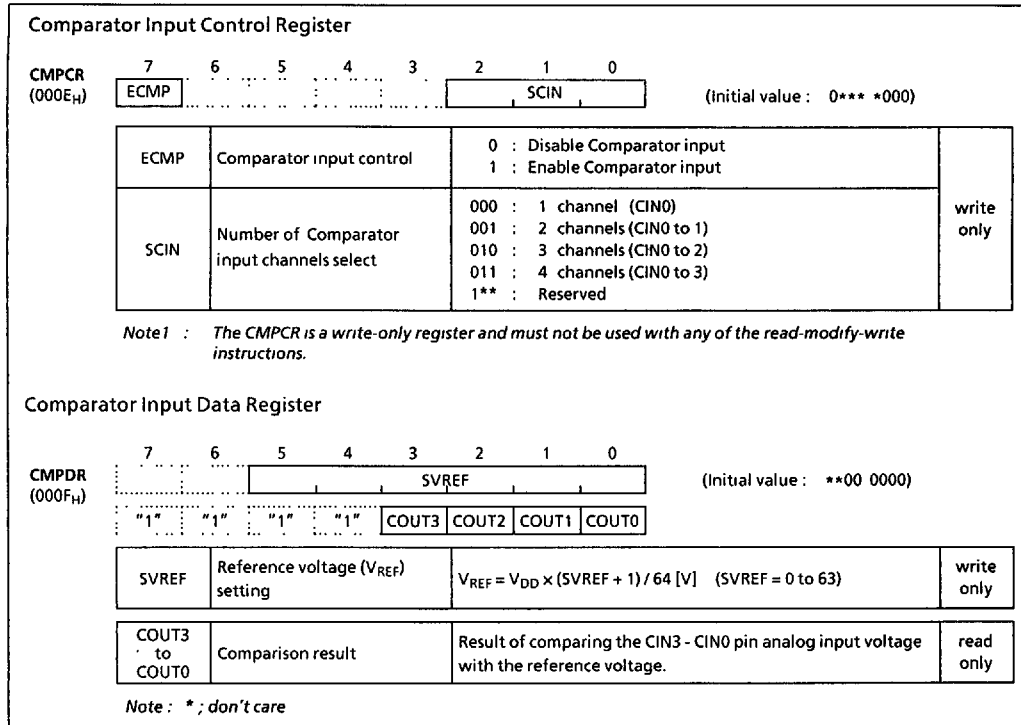 Comparator Input Control Register
7 6 5 4 3 2 1 0
CMPCR
(000EH)
ECMP SCIN
(Initial value : 0*** *000)
ECMP
Comparator input control
0 : Disable Comparator input
1 : Enable Comparator input
SCIN
Number of Comparator
input channels select
000 : 1 channel (CIN0)
001 : 2 channels (CIN0 to 1)
010 : 3 channels (CIN0 to 2)
011 : 4 channels (CIN0 to 3)
1** : Reserved
write
only
Note1 : The CMPCR is a write-only register and must not be used with any of the read-modify-write
instructions.
Comparator Input Data Register
7 6 5 4 3 2 1 0
CMPDR
(000FH)
SVREF
(Initial value : **00 0000)
"1" "1" "1" "1" COUT3 COUT2 COUT1 COUT0
SVREF
Reference voltage (VREF)
setting
VREF = VDD × (SVREF + 1) / 64 [V] (SVREF = 0 to 63)
write
only
COUT3
to
COUT0
Comparison result
Result of comparing the CIN3 - CIN0 pin analog input voltage
with the reference voltage.
read
only
Note : * ; don't care